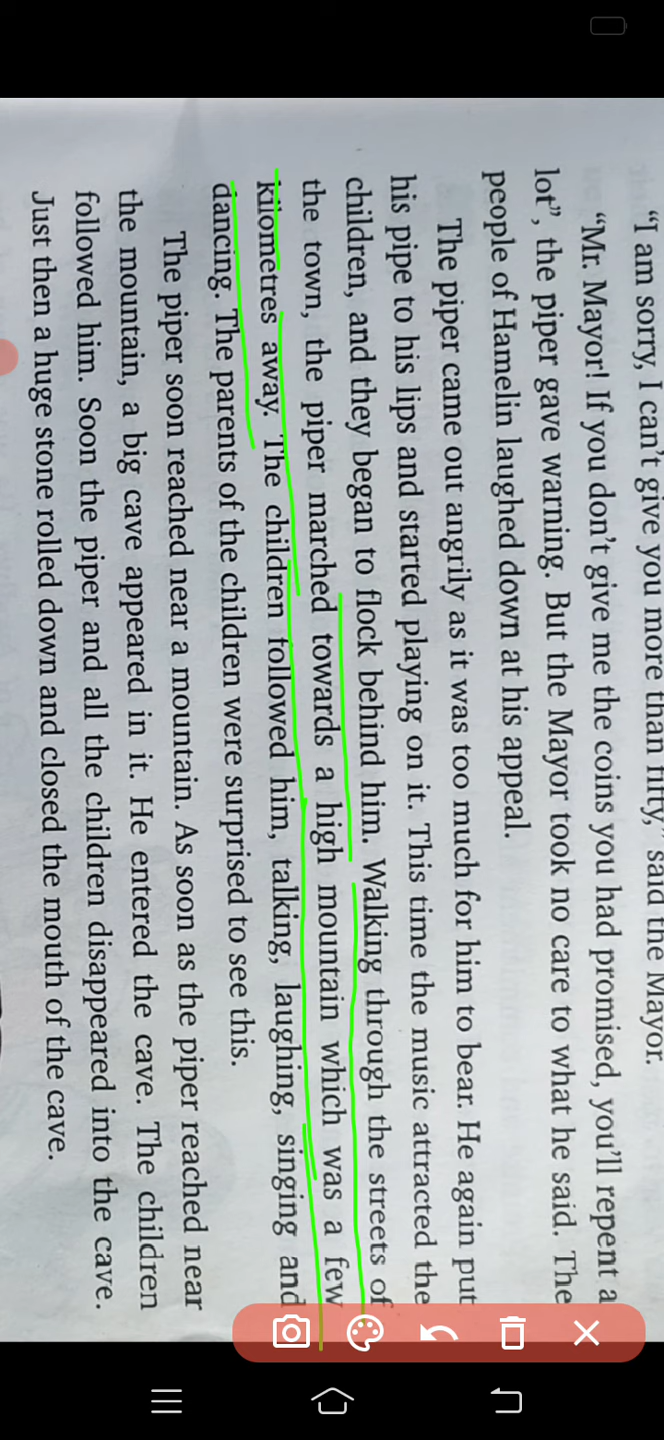 "I am sorry, I can't give you more than fifty," said the Mayor.
"Mr. Mayor! If you don't give me the coins you had promised, you'll repent a
lot", the piper gave warning. But the Mayor took no care to what he said. The
people of Hamelin laughed down at his appeal.
The piper came out angrily as it was too much for him to bear. He again put
his pipe to his lips and started playing on it. This time the music attracted the
children, and they began to flock behind him. Walking through the streets of
the town, the piper marched towards a high mountain which was a few
kilometres away. The children followed him, talking, laughing, singing and
dancing. The parents of the children were surprised to see this.
The piper soon reached near a mountain. As soon as the piper reached near
the mountain, a big cave appeared in it. He entered the cave. The children
followed him. Soon the piper and all the children disappeared into the cave.
Just then a huge stone rolled down and closed the mouth of the cave.